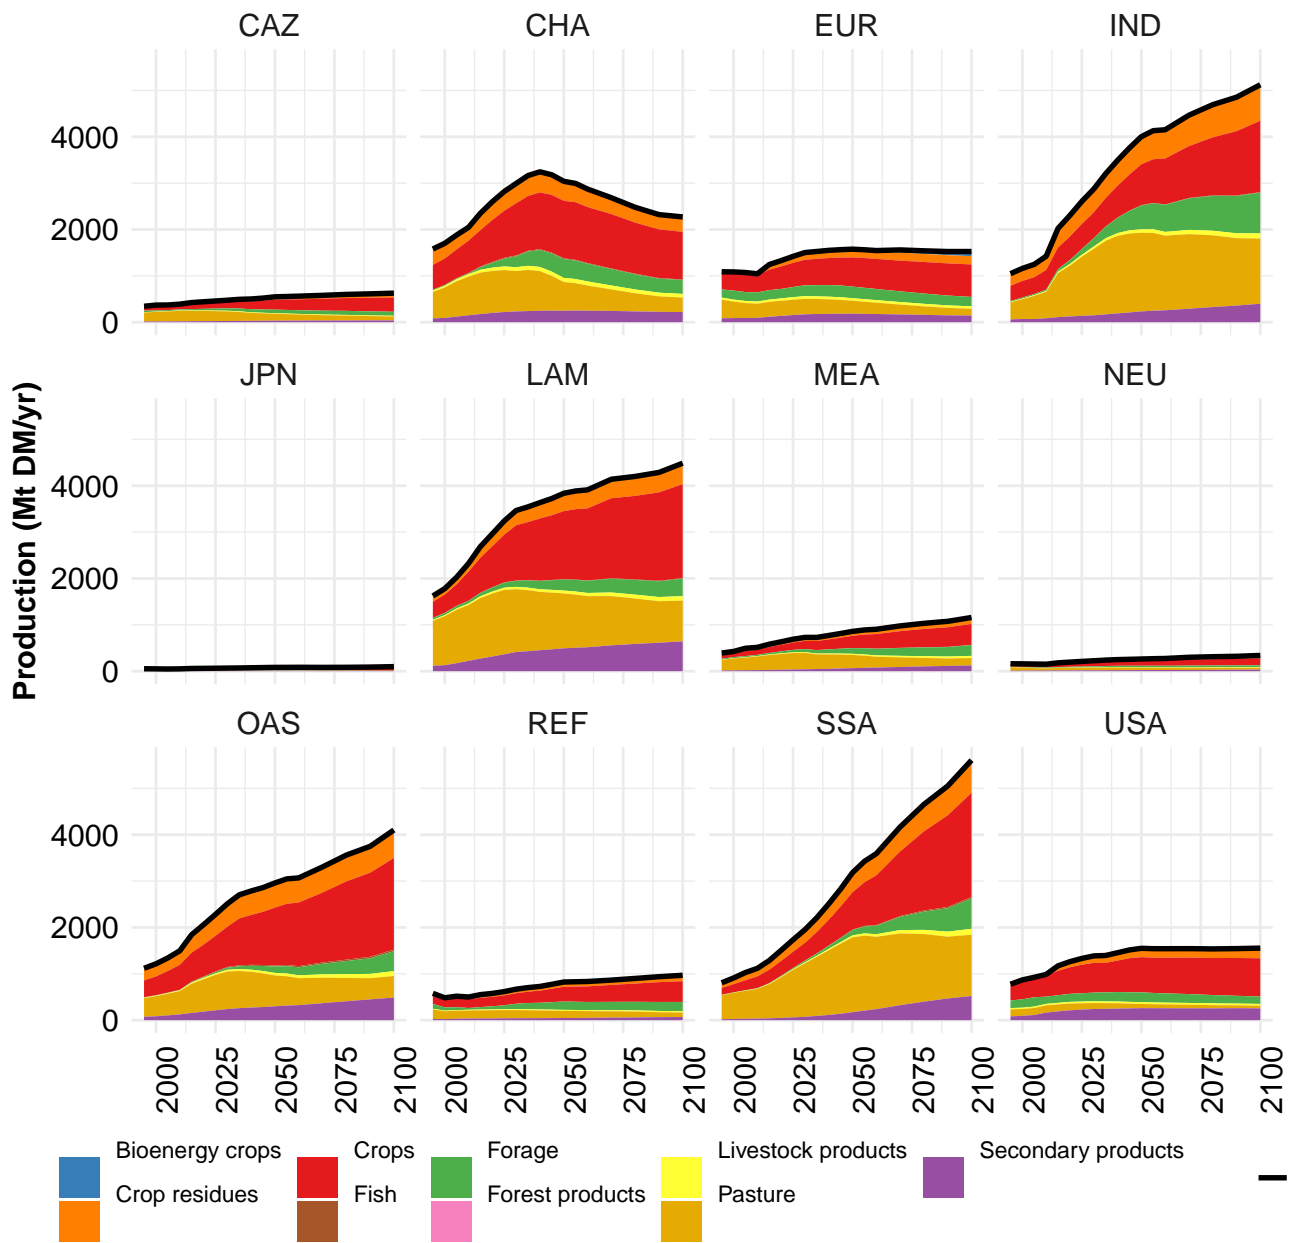 CAZ CHA EUR IND
4000
2000
0
JPN LAM MEA NEU
Production (Mt DM/yr)
4000
2000
0
OAS REF SSA USA
4000
2000
0
2000 2025 2050 2075 2100 2000 2025 2050 2075 2100 2000 2025 2050 2075 2100 2000 2025 2050 2075 2100
Bioenergy crops Crops Forage Livestock products Secondary products
Crop residues Fish Forest products Pasture